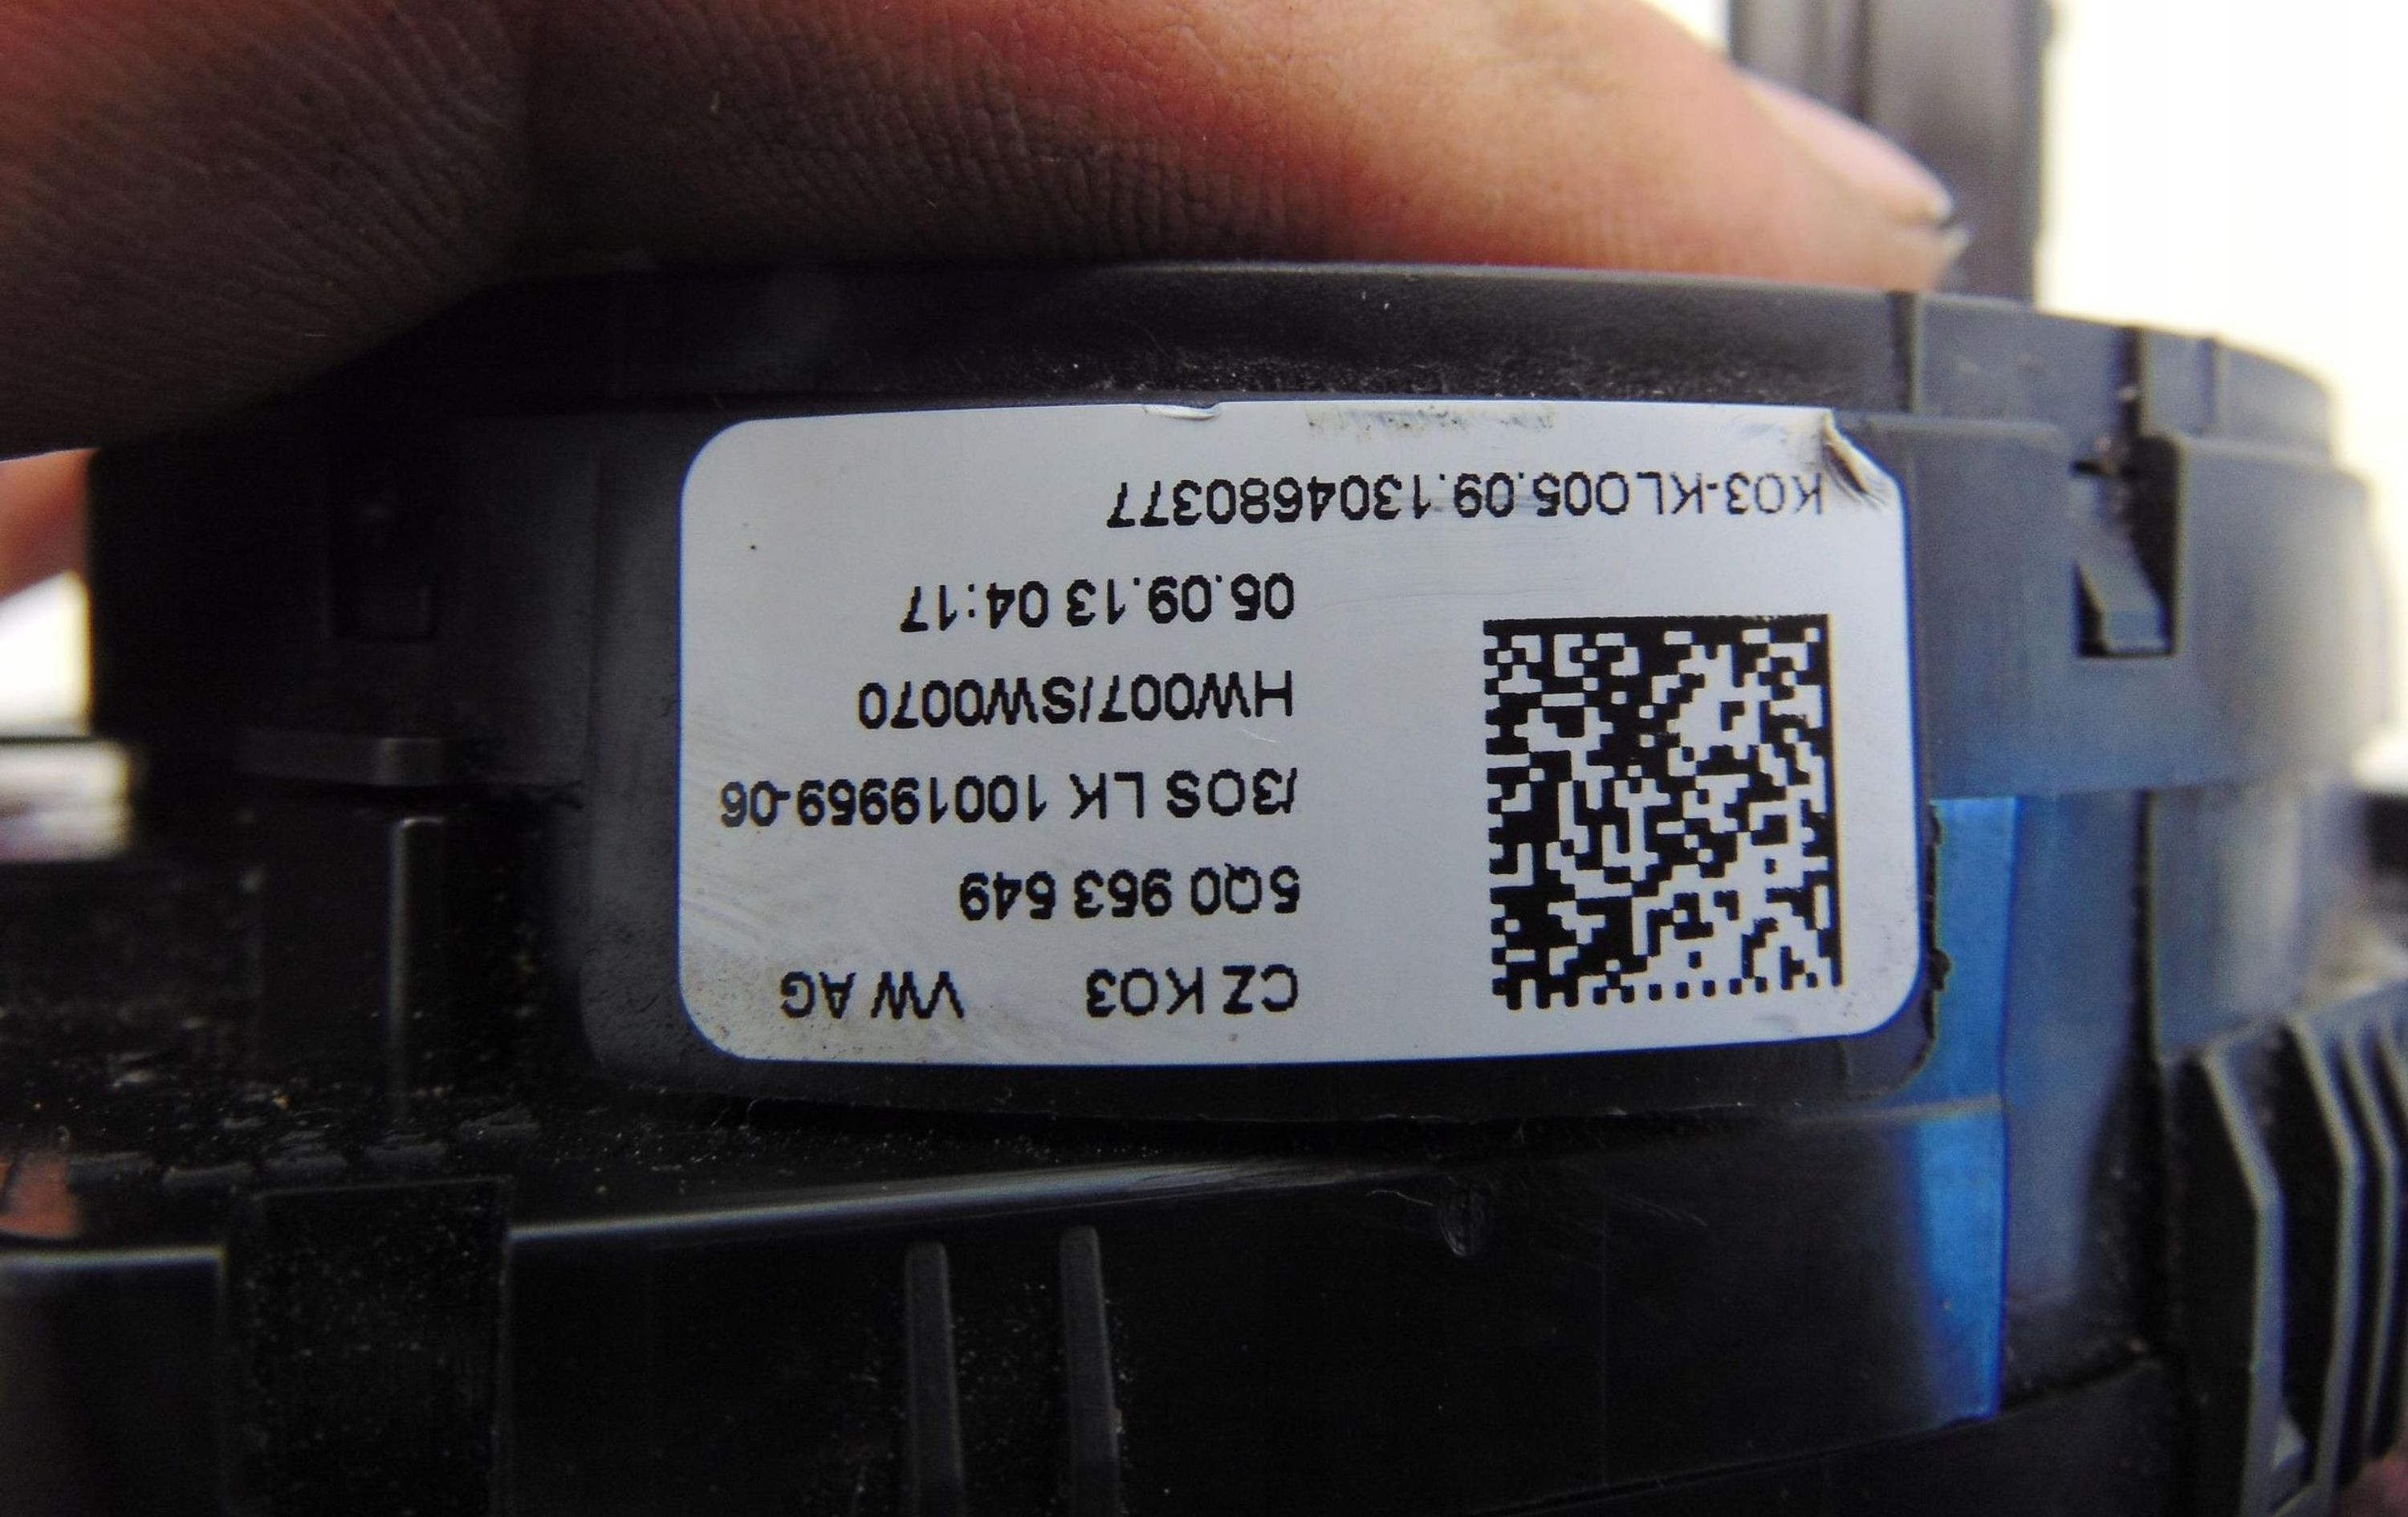 CZ K03 VW AG
5Q0 953 549
/3OS LK 10019959-06
HW007/SW0070
05.09.13 04:17
K03-KL005.09.1304680377